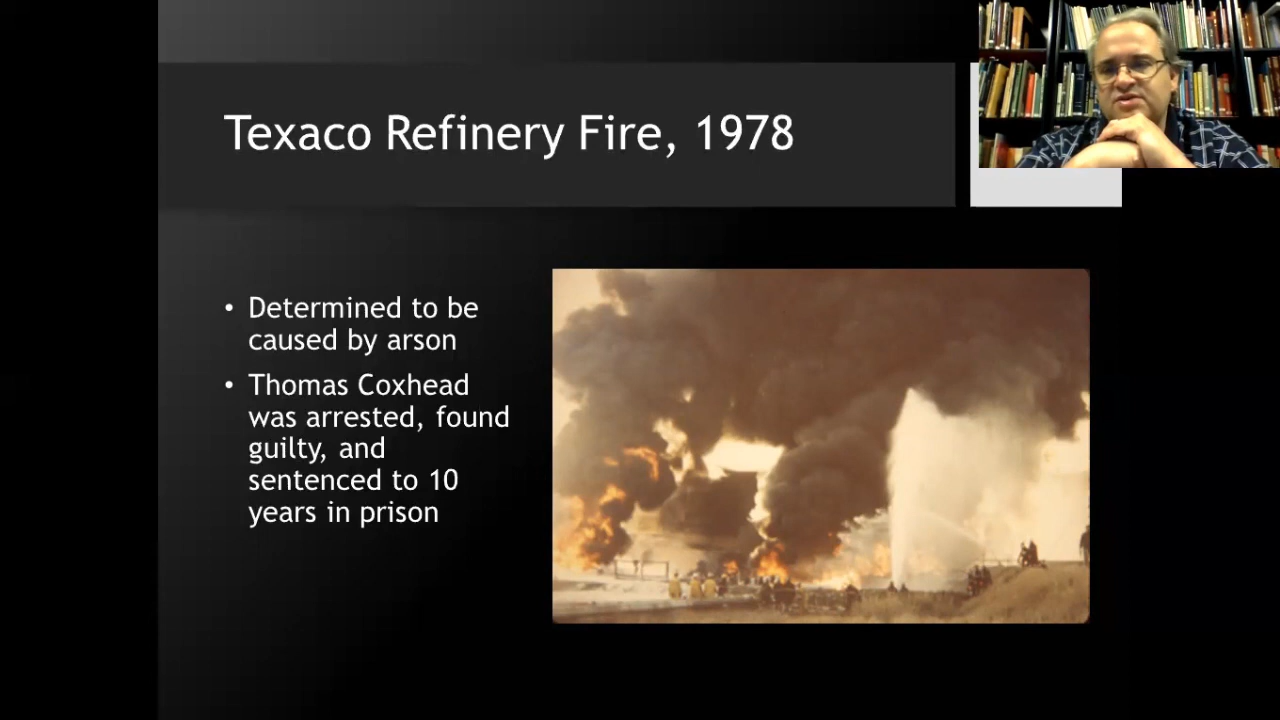 Texaco Refinery Fire, 1978
• Determined to be
caused by arson
• Thomas Coxhead
was arrested, found
guilty, and
sentenced to 10
years in prison